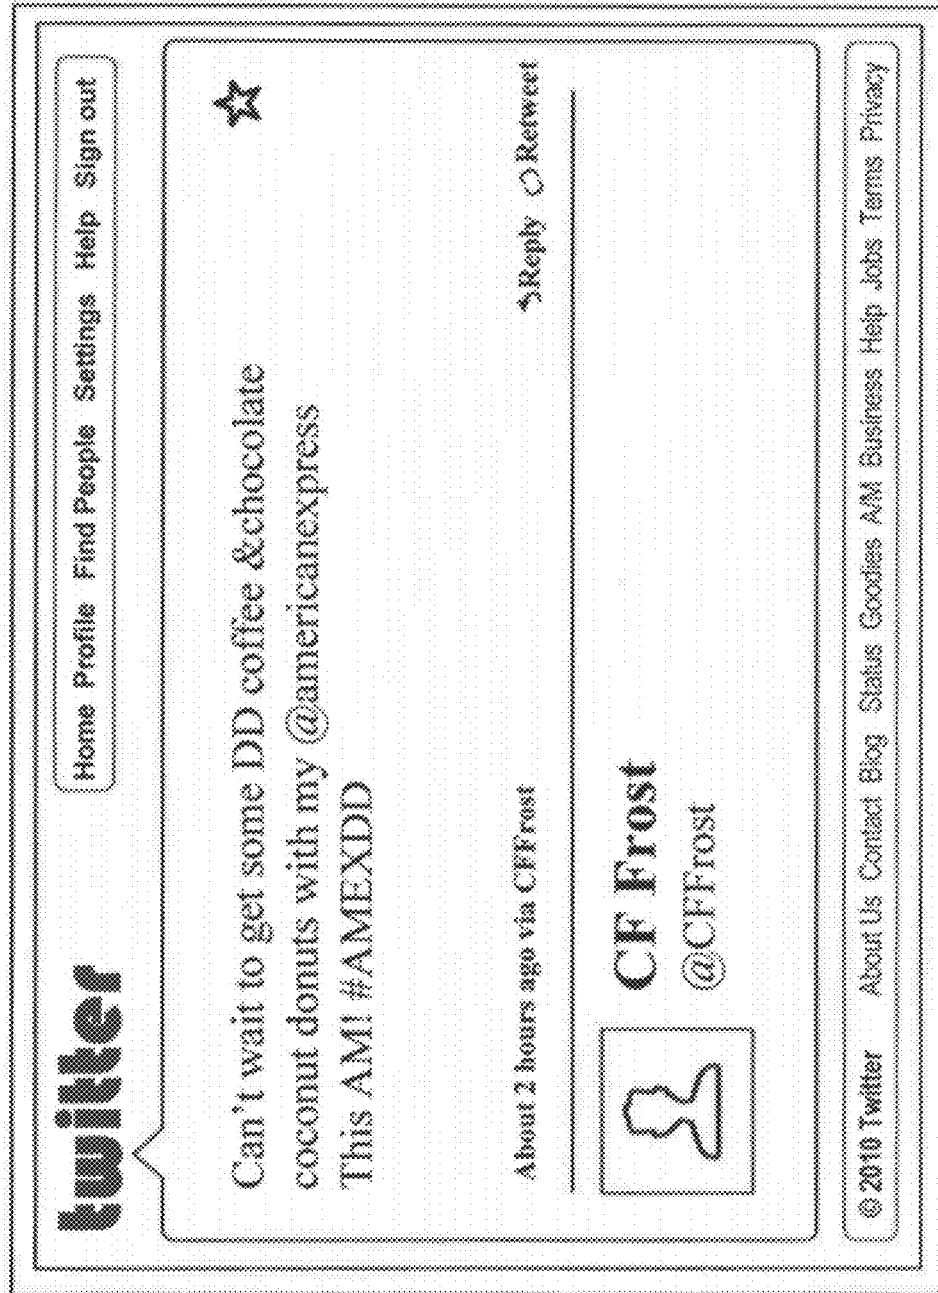 twitter
Home Profile Find People Settings Help Sign out
Can't wait to get some DD coffee &chocolate
coconut donuts with my @americanexpress
This AM! #AMEXDD
About 2 hours ago via CFFrost
Reply Retweet
CF Frost
@CFFrost
© 2010 Twitter About Us Contact Blog Status Goodies A/M Business Help Jobs Terms Privacy